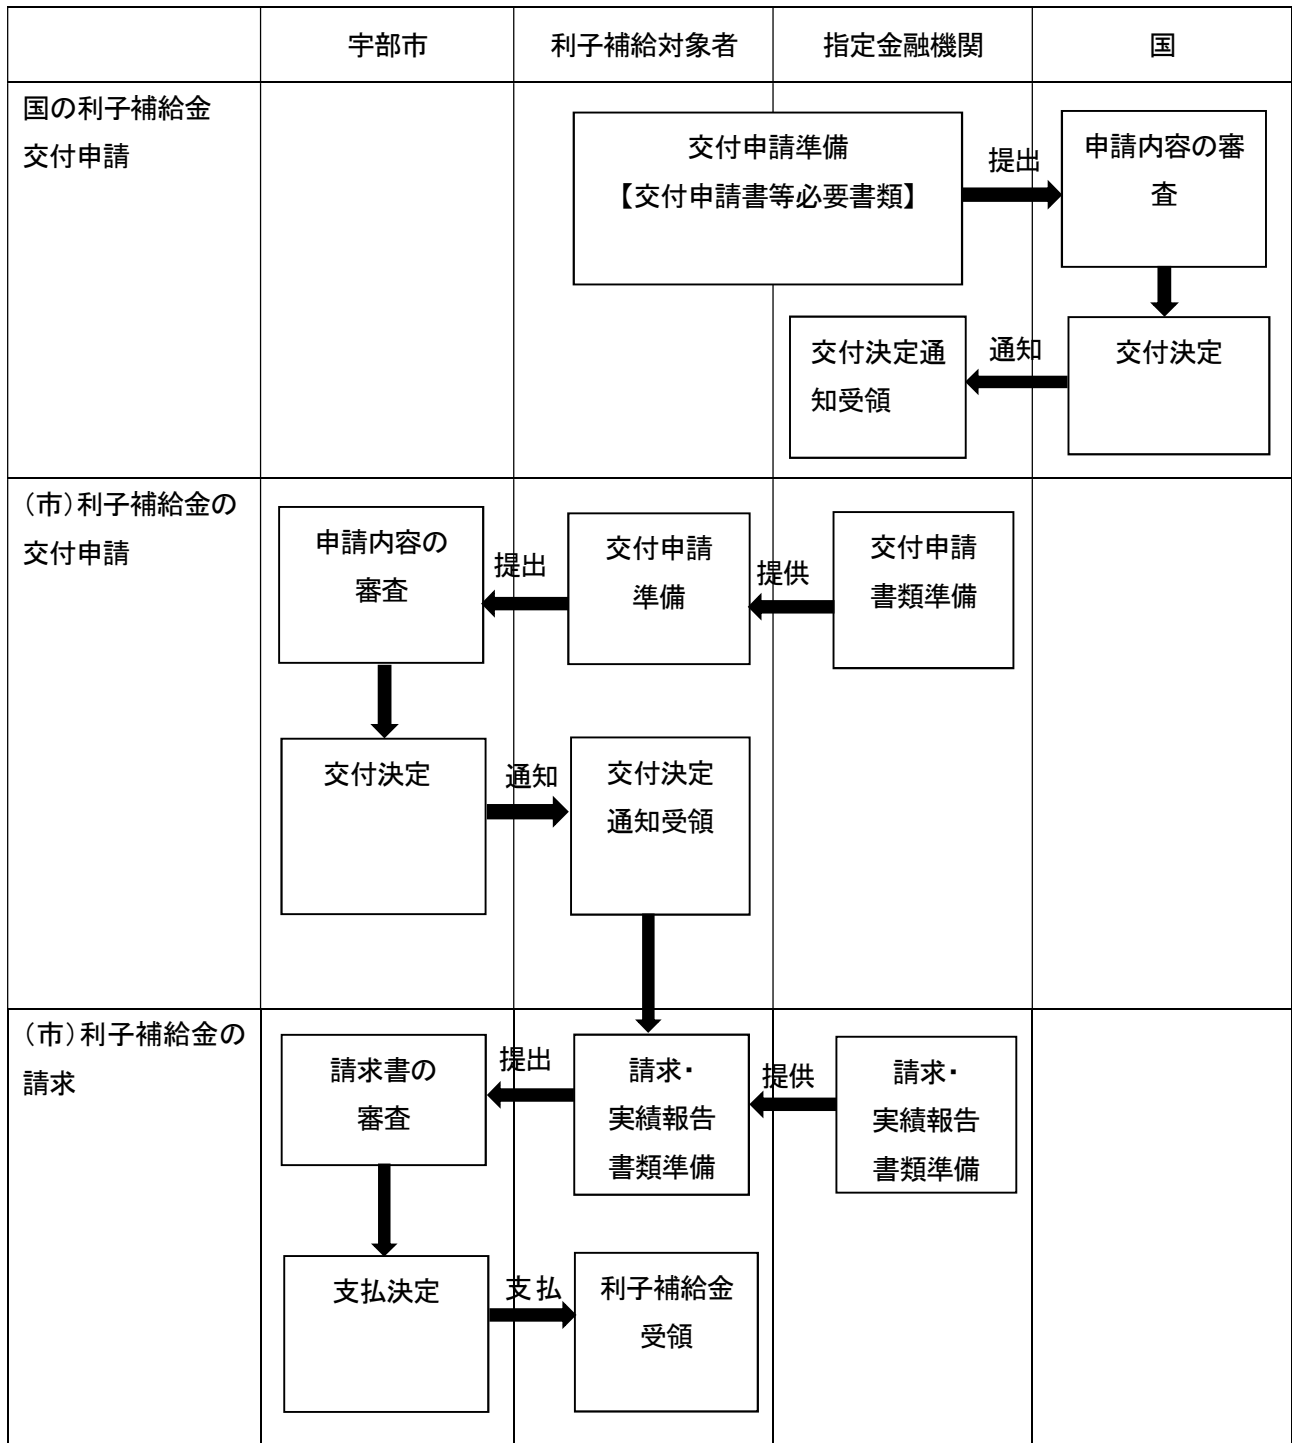 宇部市
利子補給対象者
指定金融機関
国
国の利子補給金
交付申請
交付申請準備
【交付申請書等必要書類】
提出
申請内容の審
査
交付決定通
知受領
通知
交付決定
（市）利子補給金の
交付申請
申請内容の
審査
提出
交付申請
準備
提供
交付申請
書類準備
交付決定
通知
交付決定
通知受領
（市）利子補給金の
請求
請求書の
審査
提出
請求・
実績報告
書類準備
提供
請求・
実績報告
書類準備
支払決定
支払
利子補給金
受領